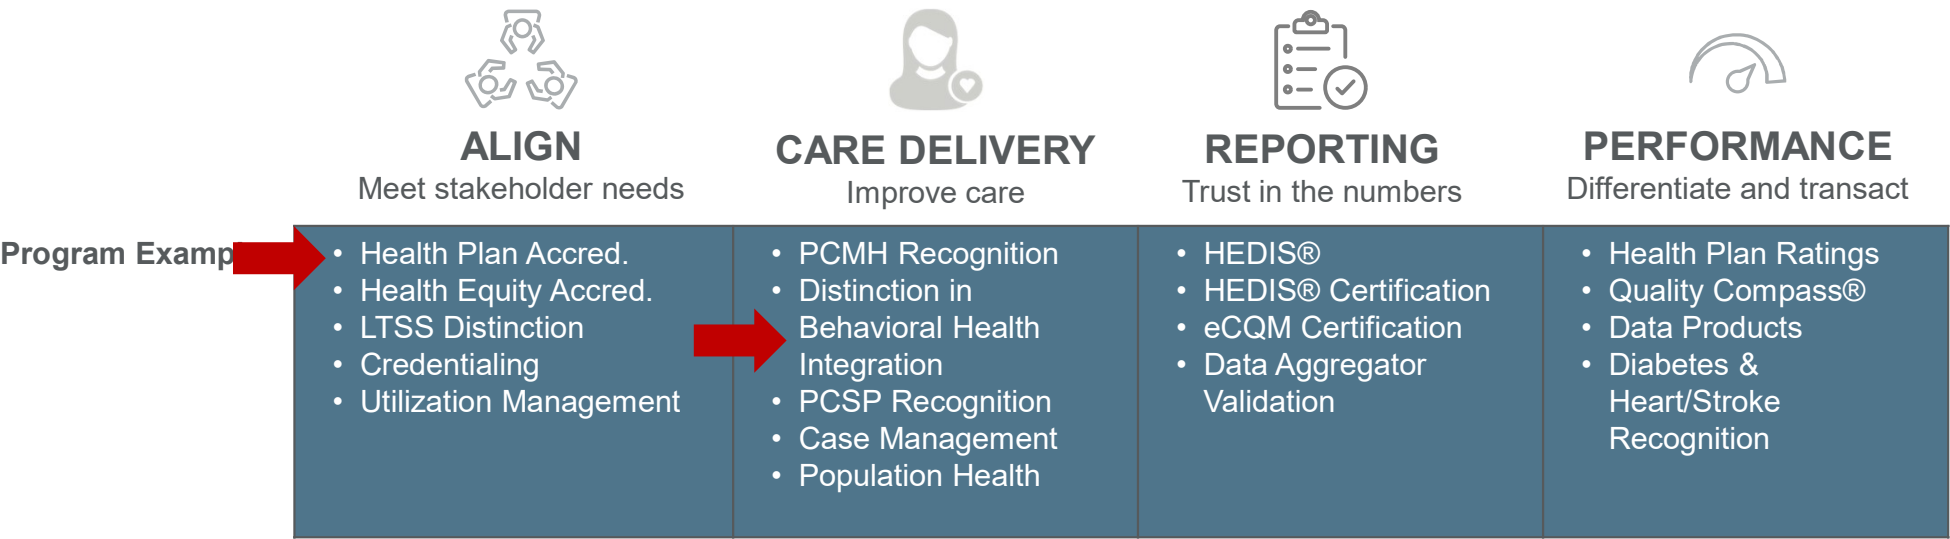 ALIGN
Meet stakeholder needs
CARE DELIVERY
Improve care
REPORTING
Trust in the numbers
PERFORMANCE
Differentiate and transact
Program
• Health Plan Accred.
• Health Equity Accred.
• LTSS Distinction
• Credentialing
• Utilization Management
• PCMH Recognition
• Distinction in
Behavioral Health
Integration
• PCSP Recognition
• Case Management
• Population Health
• HEDIS®
• HEDIS® Certification
• eCQM Certification
• Data Aggregator
Validation
• Health Plan Ratings
• Quality Compass®
• Data Products
• Diabetes &
Heart/Stroke
Recognition